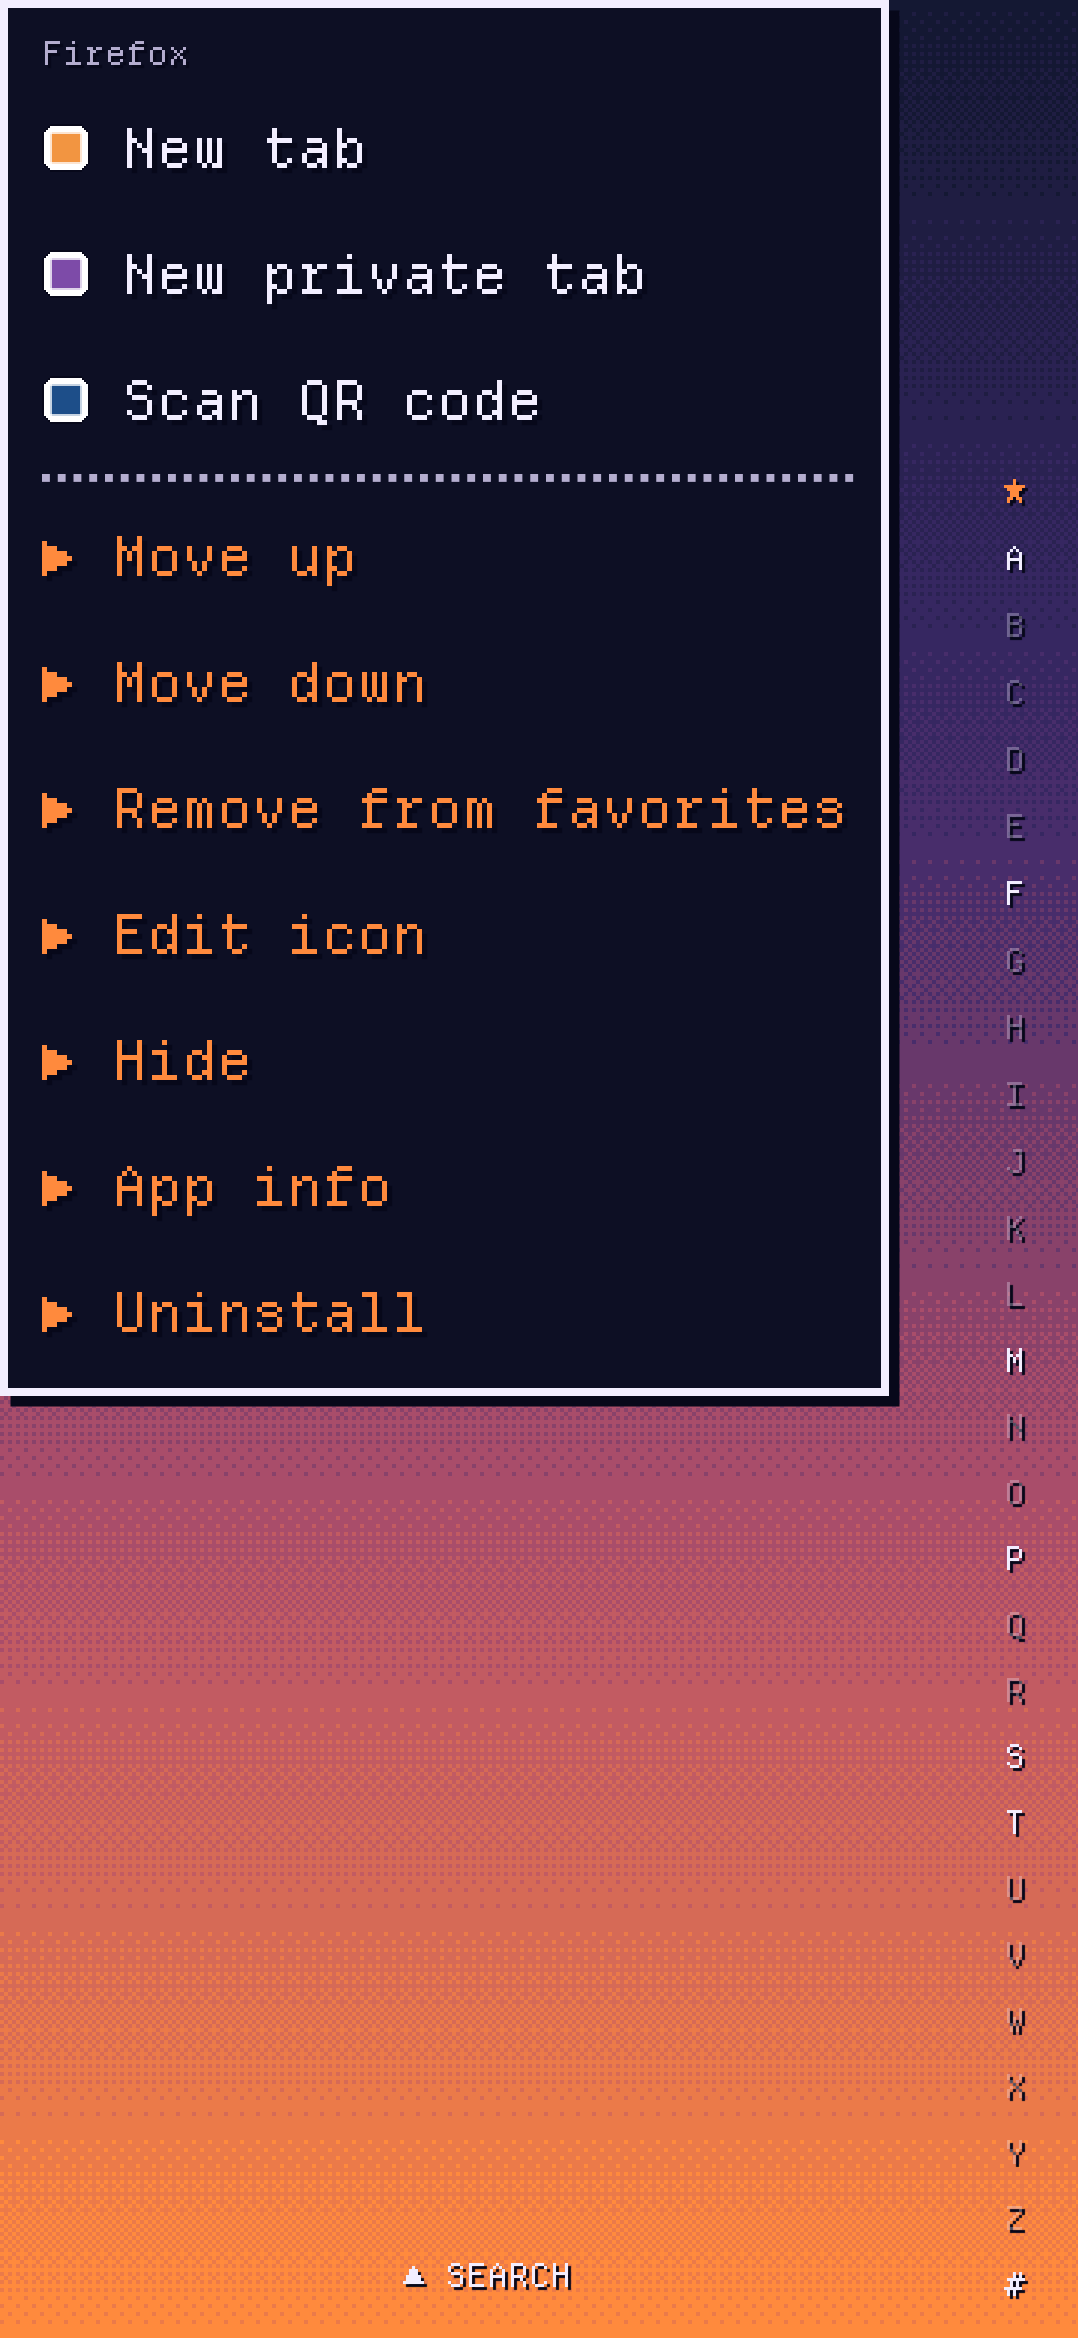 Firefox
New tab
New private tab
Scan QR code
▶ Move up
▶ Move down
▶ Remove from favorites
▶ Edit icon
▶ Hide
▶ App info
▶ Uninstall
★
A
B
C
D
E
F
G
H
I
J
K
L
M
N
O
P
Q
R
S
T
U
V
W
X
Y
Z
#
▲ SEARCH